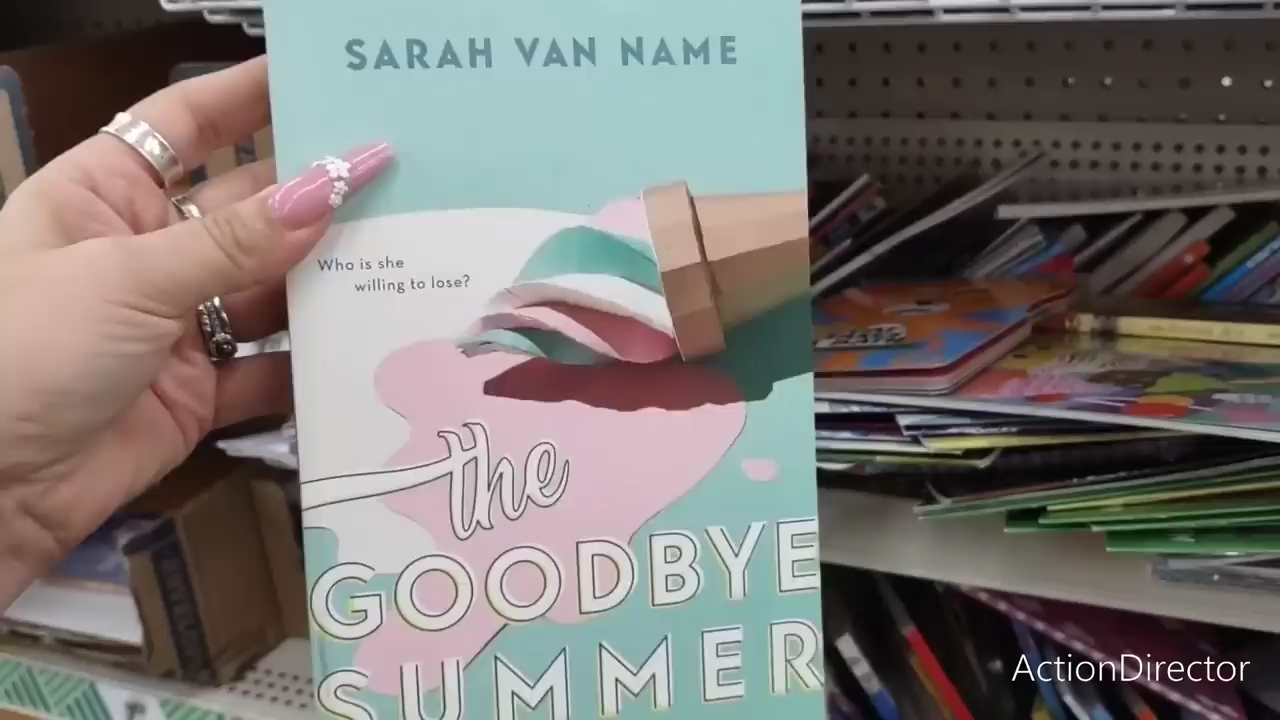 SARAH VAN NAME
Who is she
willing to lose?
the
GOODBYE
SUMMER
ActionDirector